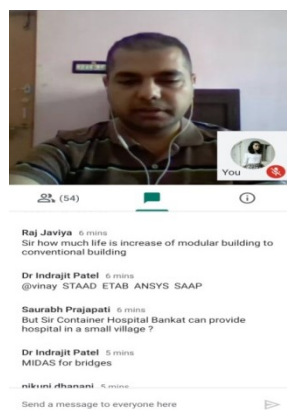 You
(54)
Raj Javiya 6 mins
Sir how much life is increase of modular building to
conventional building
Dr Indrajit Patel 6 mins
@vinay STAAD ETAB ANSYS SAAP
Saurabh Prajapati 6 mins
But Sir Container Hospital Bankat can provide
hospital in a small village ?
Dr Indrajit Patel 5 mins
MIDAS for bridges
nikunj dhanani 5 mins
Send a message to everyone here